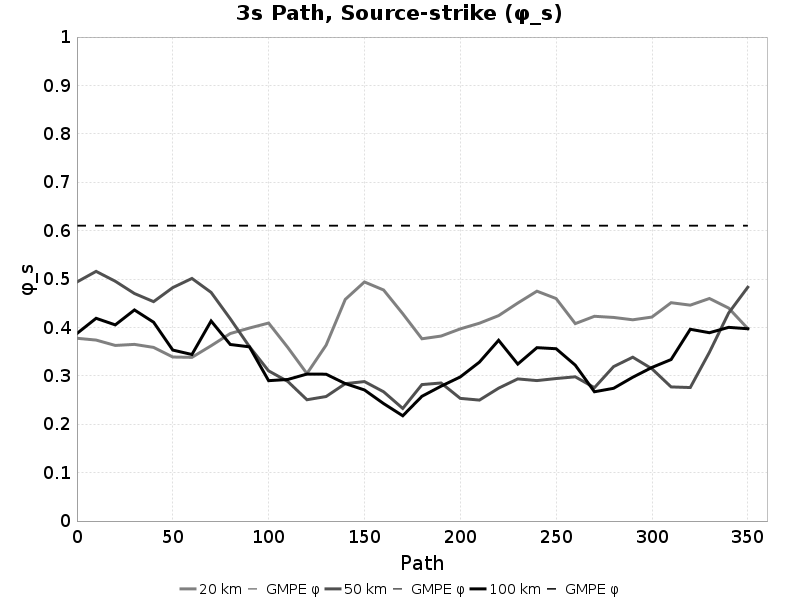 3s Path, Source-strike (φ_s)
1
0.9
0.8
0.7
0.6
0.5
0.4
0.3
0.2
0.1
0
φ_s
0 50 100 150 200 250 300 350
Path
20 km GMPE φ 50 km GMPE φ 100 km GMPE φ